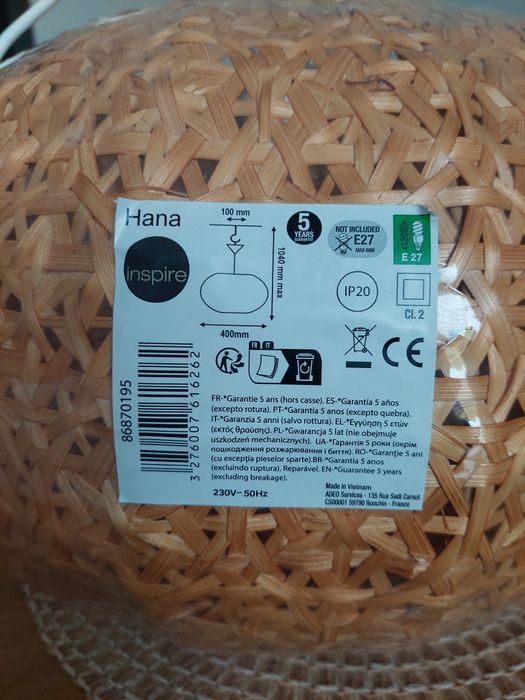 Hana
inspire
100 mm
1040 mm max
400mm
5
YEARS
GUARANTEE
NOT INCLUDED
E27
MAX 60W
E 27
IP20
Cl. 2
FR
IT
CE
86870195
3 276007 616262
FR-*Garantie 5 ans (hors casse). ES-*Garantía 5 años
(excepto rotura). PT-*Garantia 5 anos (excepto quebra).
IT-*Garanzia 5 anni (salvo rottura). EL-*Εγγύηση 5 ετών
(εκτός θραύσης). PL-*Gwarancja 5 lat (nie obejmuje
uszkodzeń mechanicznych). UA-*Гарантія 5 роки (окрім
пошкодження розжарювання і биття). RO-*Garanţie 5 ani
(cu excepţia pieselor sparte).BR-*Garantia 5 anos
(excluindo ruptura). Reparável. EN-*Guarantee 5 years
(excluding breakage).
230V~ 50Hz
Made in Vietnam
ADEO Services - 135 Rue Sadi Carnot
CS00001 59790 Ronchin - France